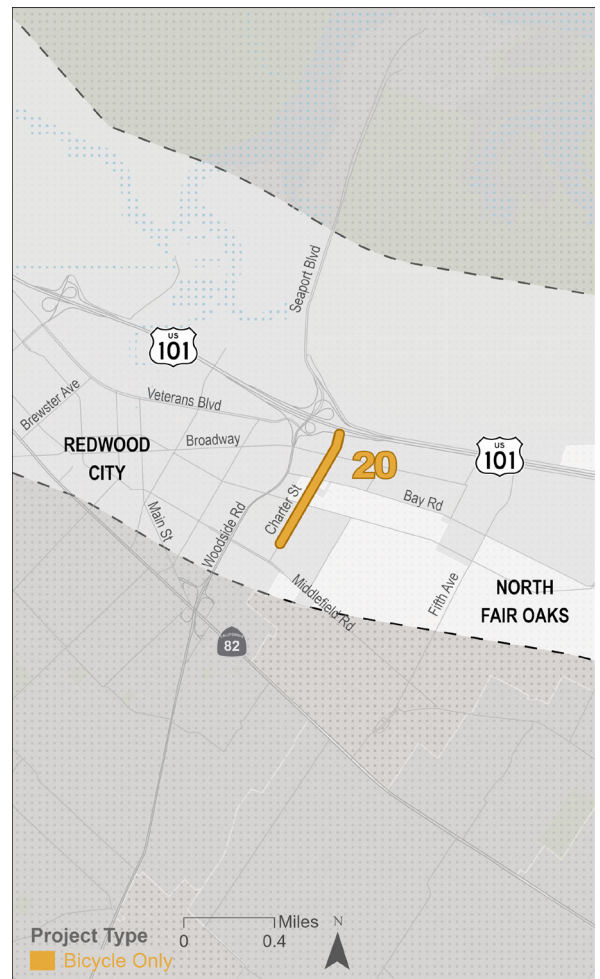 Seaport Blvd
US
101
Brewster Ave
Veterans Blvd
REDWOOD
CITY
Broadway
20
US
101
Bay Rd
Charter St
Main St
Woodside Rd
Middlefield Rd
Fifth Ave
NORTH
FAIR OAKS
CALIFORNIA
82
Project Type
Bicycle Only
Miles
0
0.4
N